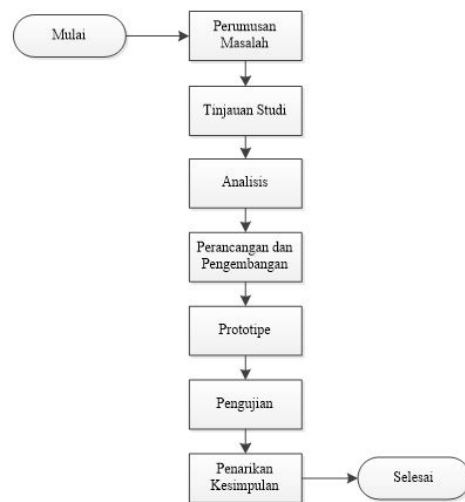 Mulai
Perumusan
Masalah
Tinjauan Studi
Analisis
Perancangan dan
Pengembangan
Prototipe
Pengujian
Penarikan
Kesimpulan
Selesai